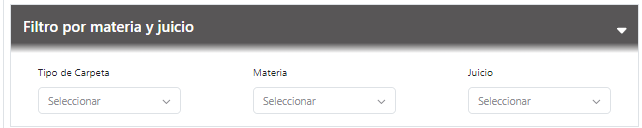 Filtro por materia y juicio
Tipo de Carpeta
Materia
Juicio
Seleccionar
Seleccionar
Seleccionar